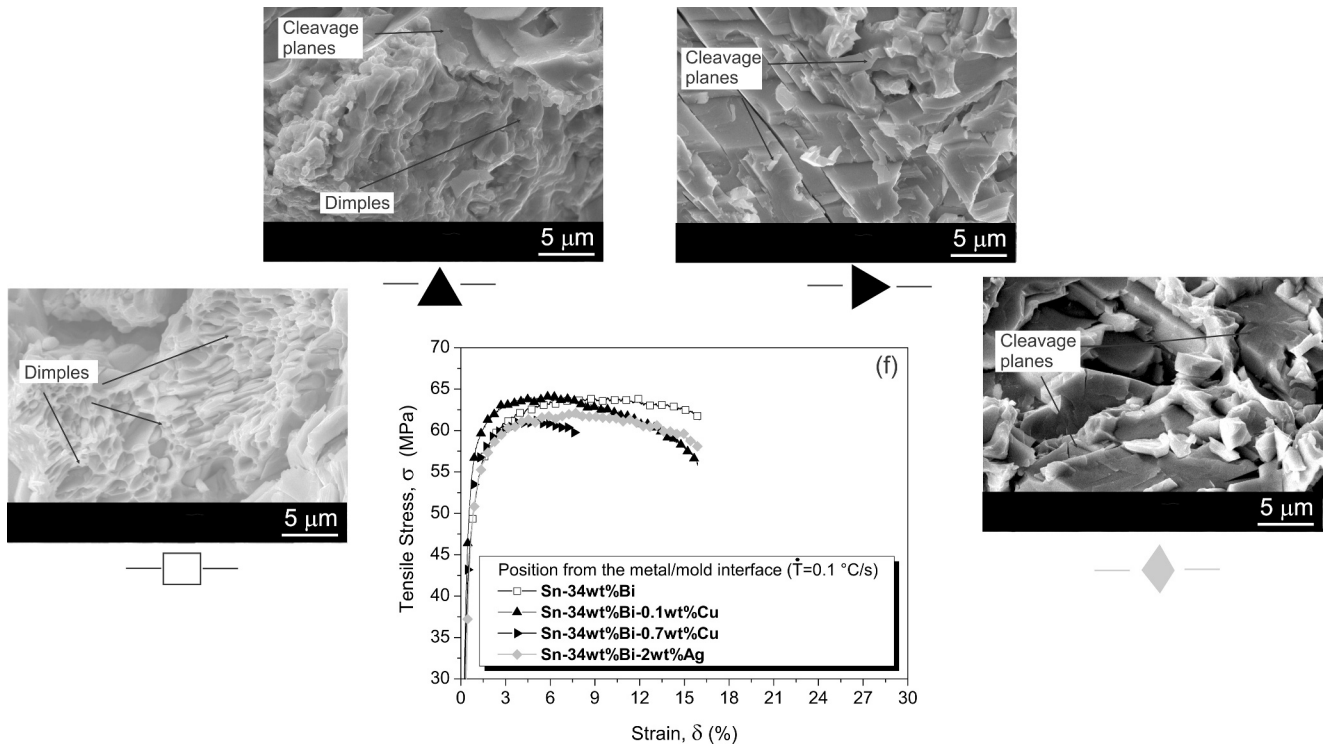 Cleavage
planes
Dimples
5 μm
Cleavage
planes
5 μm
Dimples
5 μm
Cleavage
planes
5 μm
(f)
70
65
60
55
50
45
40
35
30
Tensile Stress, σ (MPa)
Position from the metal/mold interface (Ṫ=0.1 °C/s)
Sn-34wt%Bi
Sn-34wt%Bi-0.1wt%Cu
Sn-34wt%Bi-0.7wt%Cu
Sn-34wt%Bi-2wt%Ag
0 3 6 9 12 15 18 21 24 27 30
Strain, δ (%)